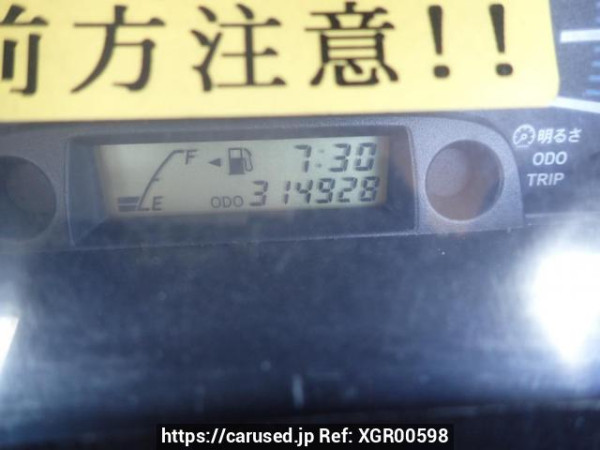 前方注意!!
F 7:30
E ODO 314928
明るさ
ODO
TRIP
https://carused.jp Ref: XGR00598